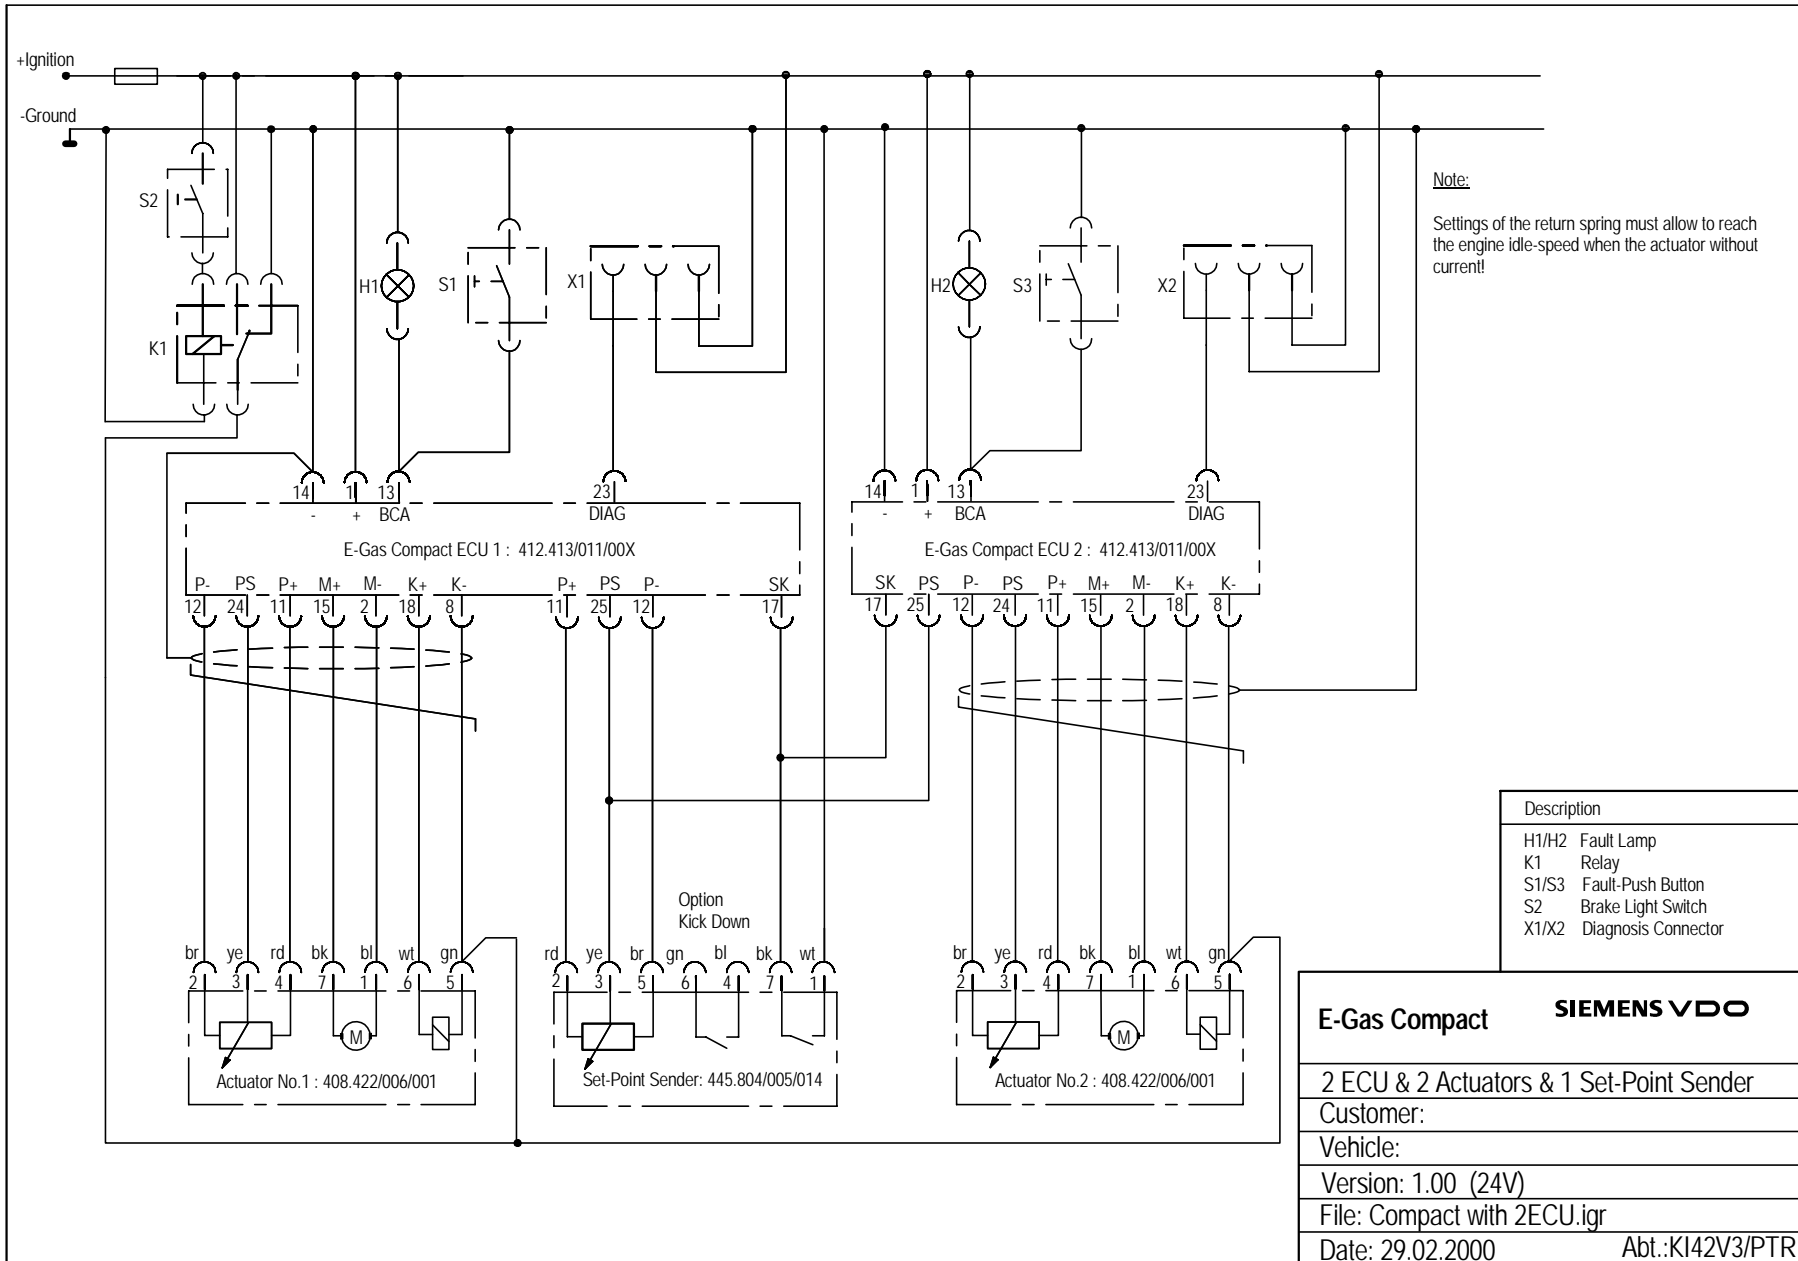 +Ignition
-Ground
S2
K1
H1
S1
X1
H2
S3
X2
Note:
Settings of the return spring must allow to reach
the engine idle-speed when the actuator without
current!
14 1 13 23
- + BCA DIAG
E-Gas Compact ECU 1 : 412.413/011/00X
P- PS P+ M+ M- K+ K- P+ PS P- SK
12 24 11 15 2 18 8 11 25 12 17
14 1 13 23
- + BCA DIAG
E-Gas Compact ECU 2 : 412.413/011/00X
SK PS P- PS P+ M+ M- K+ K-
17 25 12 24 11 15 2 18 8
Option
Kick Down
br ye rd bk bl wt gn
2 3 4 7 1 6 5
M
Actuator No.1 : 408.422/006/001
rd ye br gn bl bk wt
2 3 5 6 4 7 1
Set-Point Sender: 445.804/005/014
br ye rd bk bl wt gn
2 3 4 7 1 6 5
M
Actuator No.2 : 408.422/006/001
Description
H1/H2 Fault Lamp
K1 Relay
S1/S3 Fault-Push Button
S2 Brake Light Switch
X1/X2 Diagnosis Connector
E-Gas Compact SIEMENS VDO
2 ECU & 2 Actuators & 1 Set-Point Sender
Customer:
Vehicle:
Version: 1.00 (24V)
File: Compact with 2ECU.igr
Date: 29.02.2000 Abt.:KI42V3/PTR